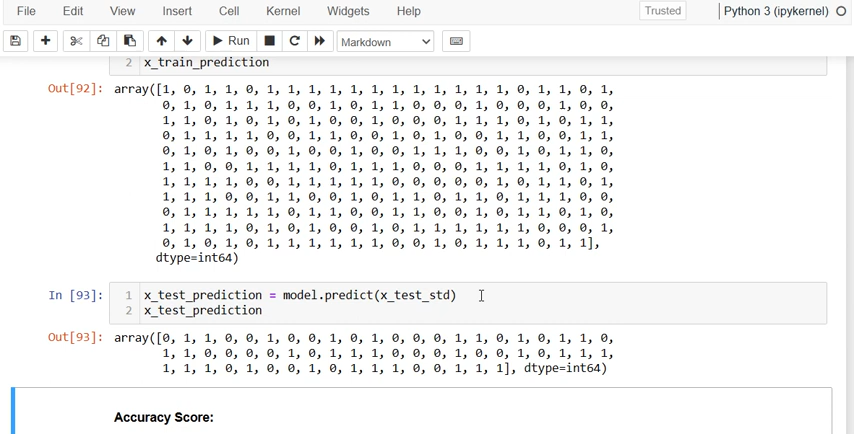 File Edit View Insert Cell Kernel Widgets Help Trusted Python 3 (ipykernel)
Run Markdown
2 x_train_prediction
Out[92]: array([1, 0, 1, 1, 0, 1, 1, 1, 1, 1, 1, 1, 1, 1, 1, 1, 1, 0, 1, 1, 0, 1,
0, 1, 0, 1, 1, 1, 0, 0, 1, 0, 1, 1, 0, 0, 0, 1, 0, 0, 0, 1,
1, 1, 0, 1, 0, 1, 0, 1, 0, 0, 1, 0, 0, 0, 1, 1, 1, 0, 1, 0, 1, 1,
0, 1, 1, 1, 1, 0, 0, 1, 1, 0, 0, 1, 0, 1, 0, 0, 1, 1, 0, 0, 1, 1,
0, 1, 0, 1, 0, 0, 1, 0, 0, 1, 0, 0, 1, 1, 1, 0, 0, 1, 0, 1, 1, 0,
1, 1, 0, 0, 1, 1, 1, 1, 0, 1, 1, 0, 0, 0, 1, 1, 1, 1, 1, 0, 1, 0,
1, 1, 1, 1, 0, 0, 1, 1, 1, 1, 1, 0, 0, 0, 0, 0, 1, 0, 1, 1, 0, 1,
1, 1, 0, 0, 1, 1, 0, 0, 1, 0, 1, 1, 0, 1, 1, 0, 1, 1, 1, 0, 0,
0, 1, 1, 1, 1, 1, 0, 1, 1, 0, 0, 1, 1, 0, 0, 1, 0, 1, 1, 0, 1, 0,
1, 1, 1, 1, 0, 1, 0, 1, 0, 0, 1, 0, 1, 1, 1, 1, 1, 1, 0, 0, 0, 1,
0, 1, 0, 1, 0, 1, 1, 1, 1, 1, 1, 1, 0, 0, 1, 0, 1, 1, 1, 0, 1, 1],
dtype=int64)
In [93]: 1 x_test_prediction = model.predict(x_test_std)
2 x_test_prediction
Out[93]: array([0, 1, 1, 0, 0, 1, 0, 0, 1, 0, 1, 0, 0, 0, 1, 1, 0, 1, 0, 1, 1, 0,
1, 1, 0, 0, 0, 0, 1, 0, 1, 1, 1, 0, 0, 0, 1, 0, 0, 1, 0, 1, 1, 1,
1, 1, 1, 0, 1, 0, 0, 1, 0, 1, 1, 1, 0, 0, 1, 1, 1], dtype=int64)
Accuracy Score: